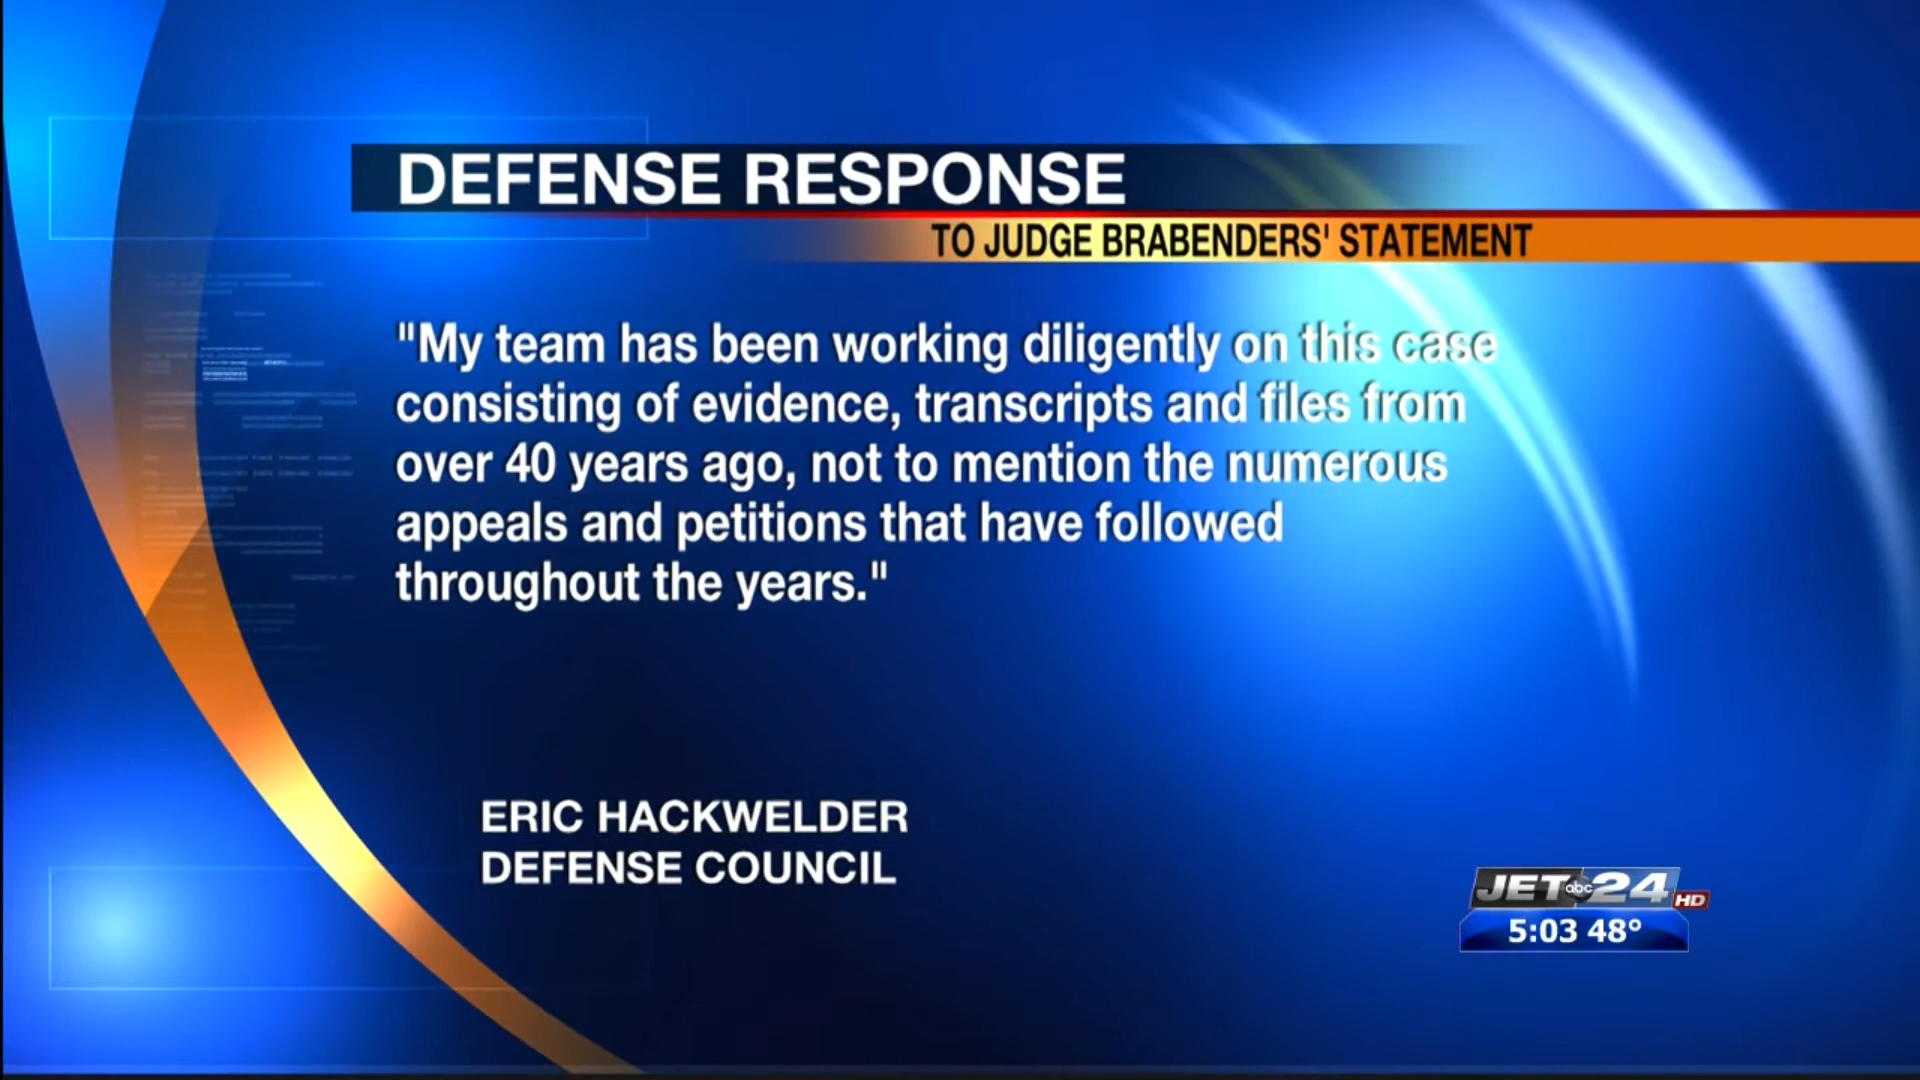 DEFENSE RESPONSE
TO JUDGE BRABENDERS' STATEMENT
"My team has been working diligently on this case
consisting of evidence, transcripts and files from
over 40 years ago, not to mention the numerous
appeals and petitions that have followed
throughout the years."
ERIC HACKWELDER
DEFENSE COUNCIL
JET abc 24 HD
5:03 48°